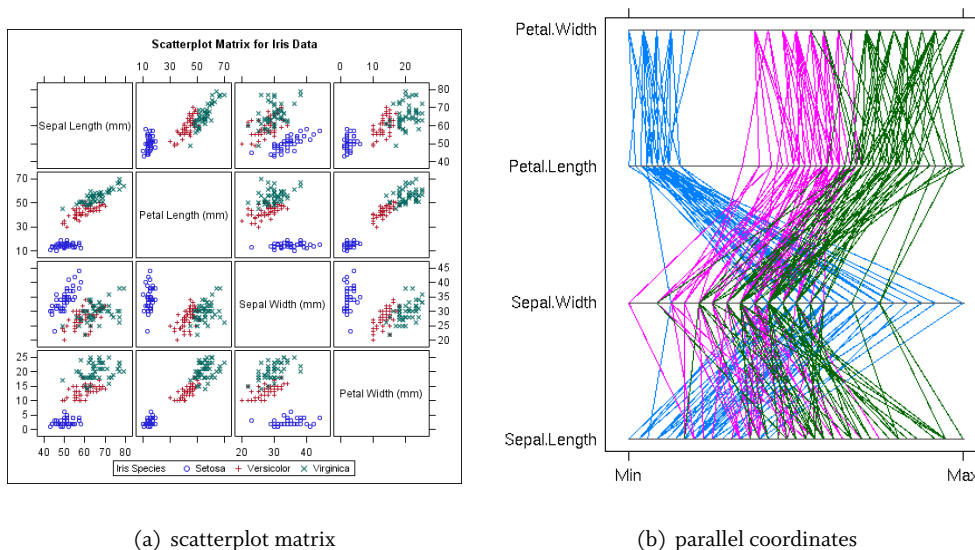 Scatterplot Matrix for Iris Data
10 30 50 70 0 10 20
Sepal Length (mm)
80
70
60
50
40
70
50
30
10
Petal Length (mm)
Sepal Width (mm)
45
40
35
30
25
20
25
20
15
10
5
0
Petal Width (mm)
40 50 60 70 80 20 30 40
Iris Species Setosa Versicolor Virginica
(a) scatterplot matrix
Petal.Width
Petal.Length
Sepal.Width
Sepal.Length
Min Max
(b) parallel coordinates